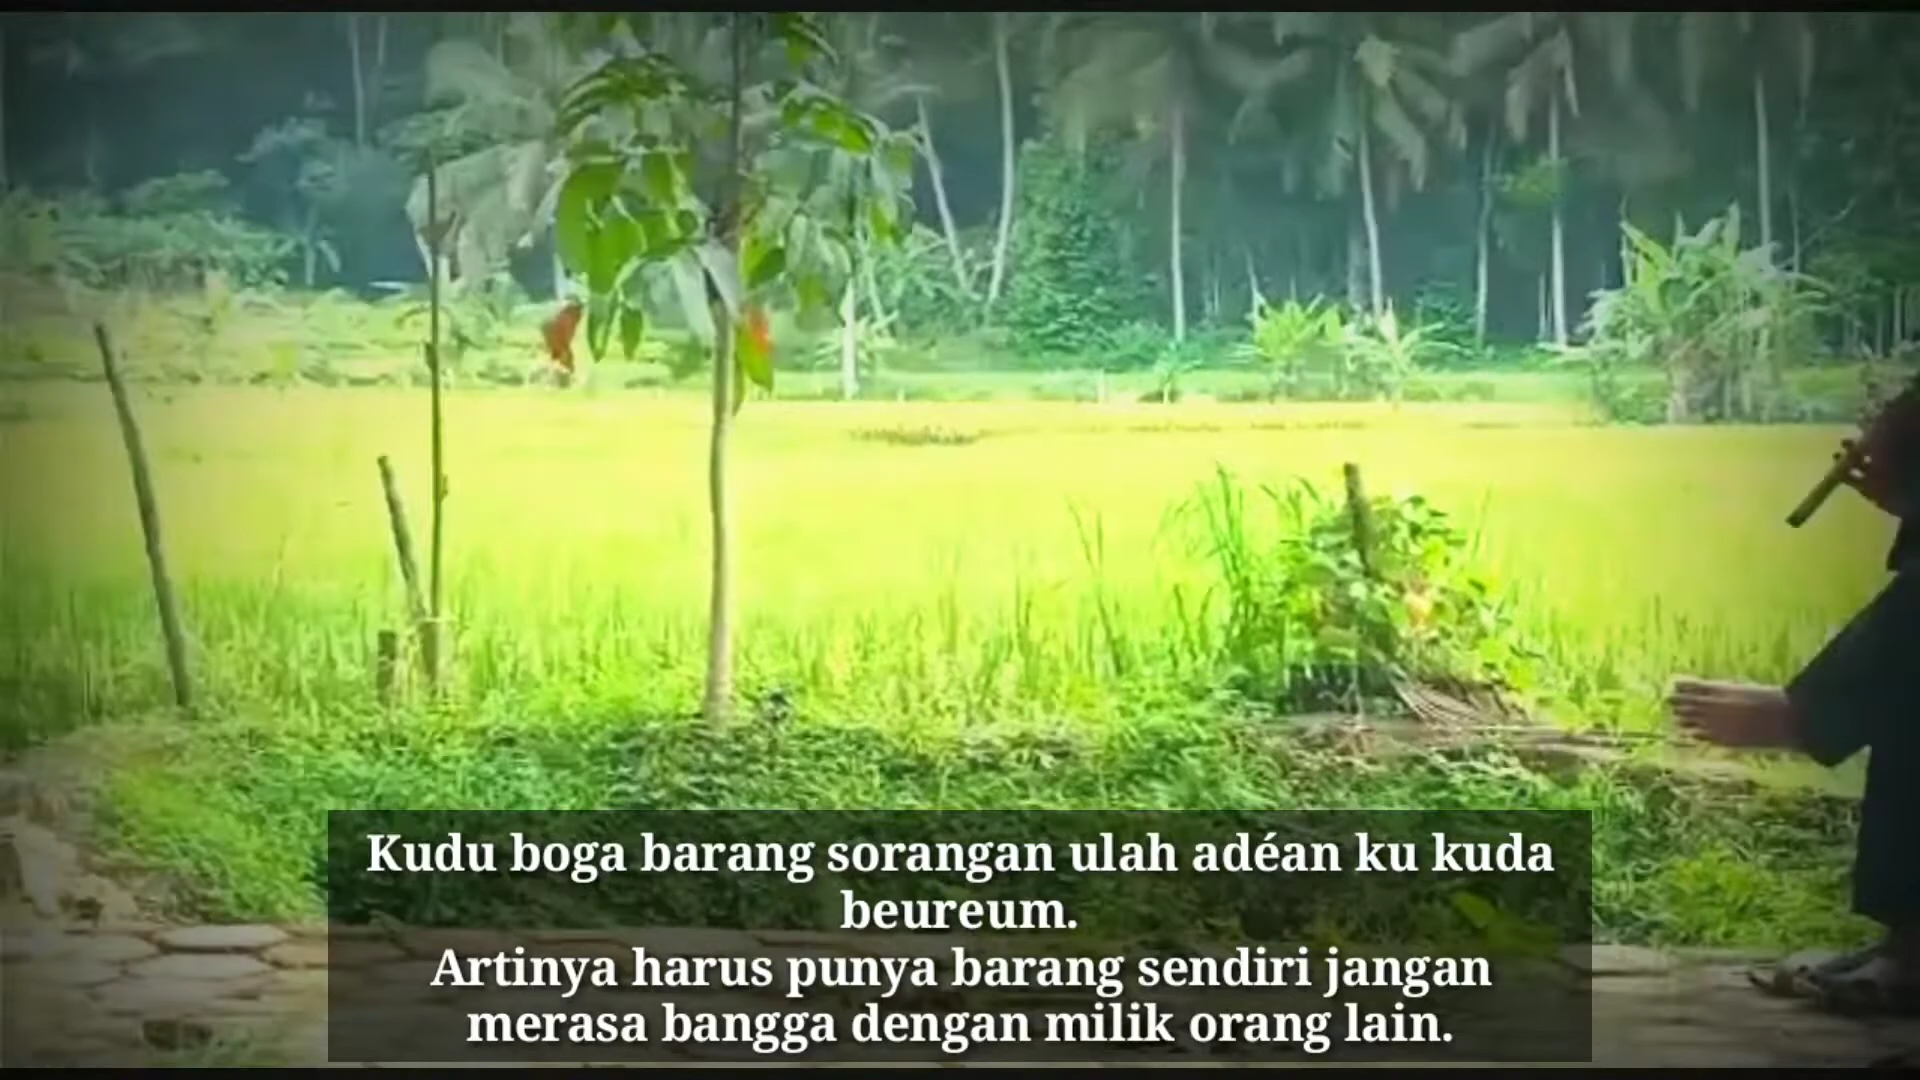 Kudu boga barang sorangan ulah adéan ku kuda
beureum.
Artinya harus punya barang sendiri jangan
merasa bangga dengan milik orang lain.